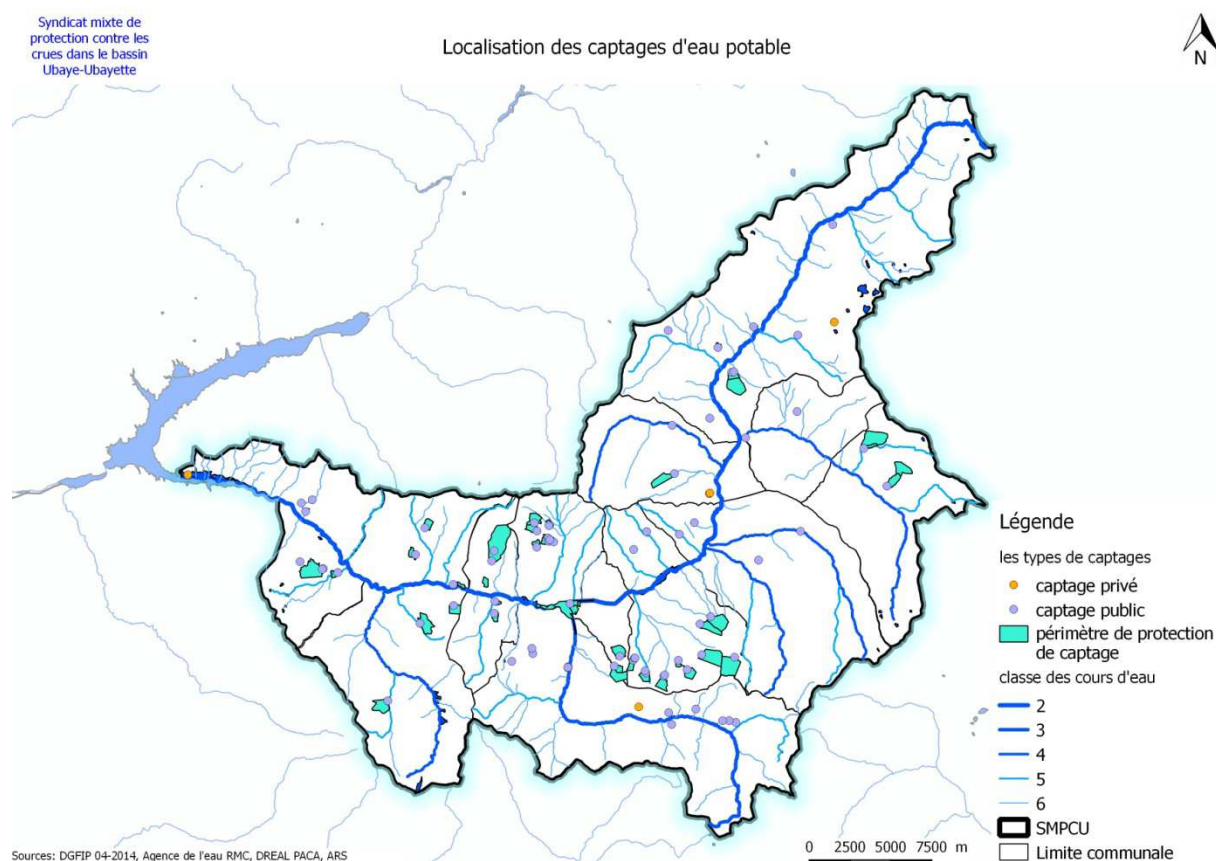 Syndicat mixte de
protection contre les
crues dans le bassin
Ubaye-Ubayette
Localisation des captages d'eau potable
N
Légende
les types de captages
captage privé
captage public
périmètre de protection
de captage
classe des cours d'eau
2
3
4
5
6
SMPCU
Limite communale
0 2500 5000 7500 m
Sources: DGFIP 04-2014, Agence de l'eau RMC, DREAL PACA, ARS